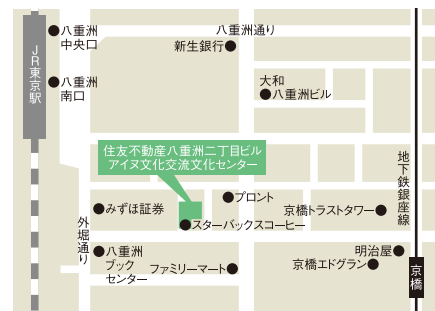 八重洲
中央口
八重洲通り
新生銀行
JR東京駅
八重洲
南口
大和
八重洲ビル
住友不動産八重洲二丁目ビル
アイヌ文化交流文化センター
地下鉄銀座線
みずほ証券
プロント
京橋トラストタワー
外堀通り
スターバックスコーヒー
八重洲
ブック
センター
ファミリーマート
明治屋
京橋エドグラン
京橋